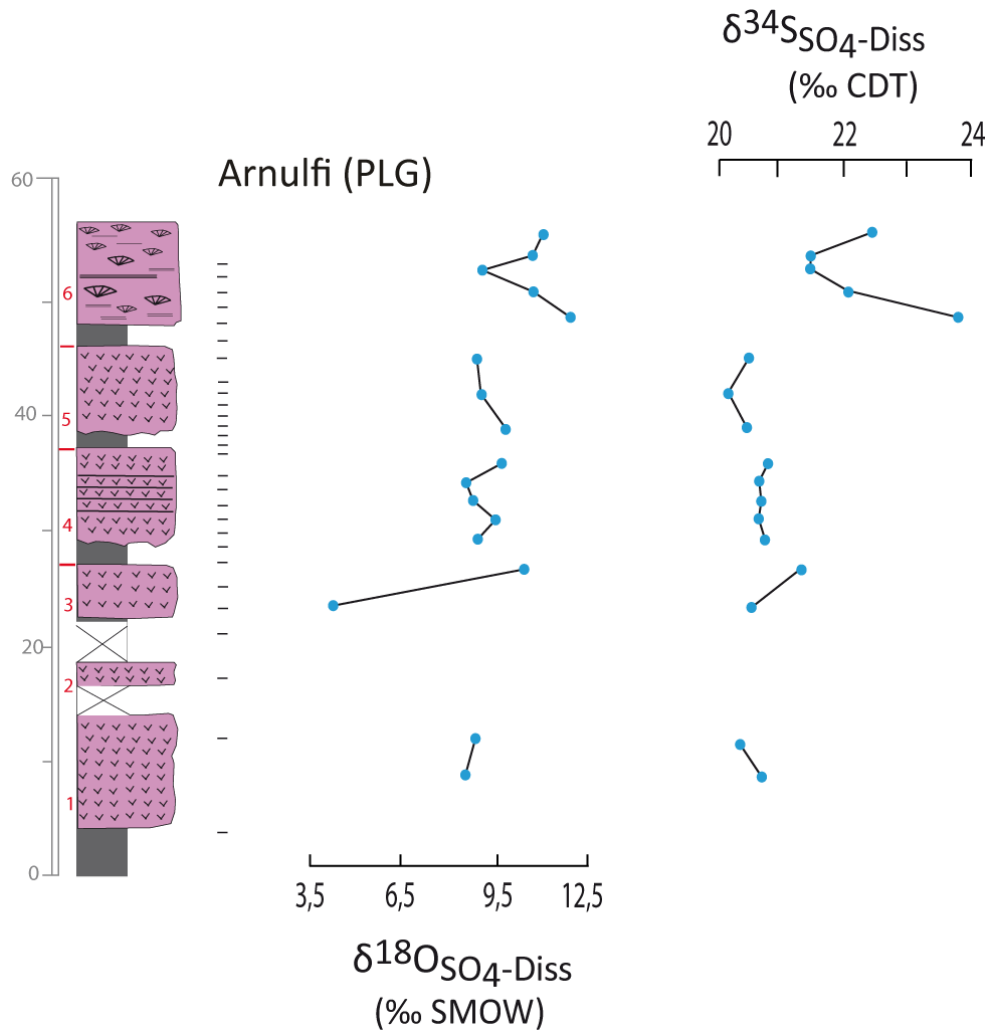 δ34SSO4-Diss
(‰ CDT)
20 22 24
Arnulfi (PLG)
60
6
40
5
4
3
20
2
1
0
3,5 6,5 9,5 12,5
δ18OSO4-Diss
(‰ SMOW)